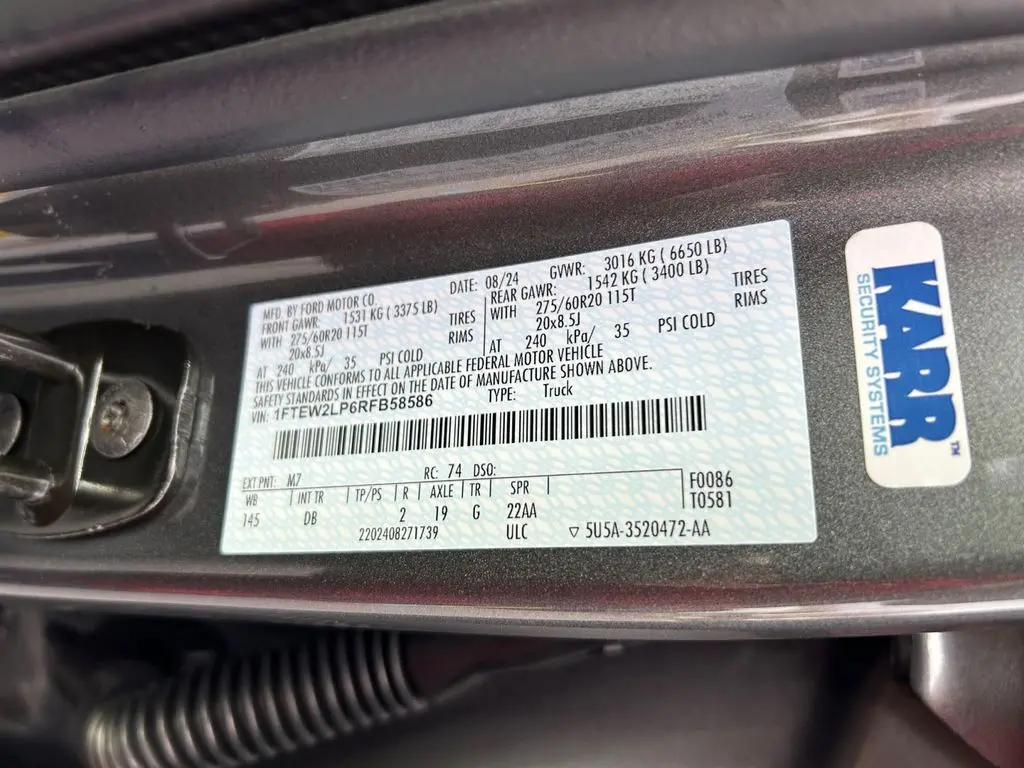 MFD. BY FORD MOTOR CO.
DATE: 08/24 GVWR: 3016 KG ( 6650 LB)
FRONT GAWR: 1531 KG ( 3375 LB)
WITH 275/60R20 115T TIRES
20x8.5J RIMS
AT 240 kPa/ 35 PSI COLD
REAR GAWR: 1542 KG ( 3400 LB)
WITH 275/60R20 115T TIRES
20x8.5J RIMS
AT 240 kPa/ 35 PSI COLD
THIS VEHICLE CONFORMS TO ALL APPLICABLE FEDERAL MOTOR VEHICLE
SAFETY STANDARDS IN EFFECT ON THE DATE OF MANUFACTURE SHOWN ABOVE.
VIN: 1FTEW2LP6RFB58586 TYPE: Truck
EXT PNT: M7 RC: 74 DSO:
WB INT TR TP/PS R AXLE TR SPR
145 DB 2 19 G 22AA
F0086
T0581
2202408271739 ULC ▽ 5U5A-3520472-AA
KARR™
SECURITY SYSTEMS